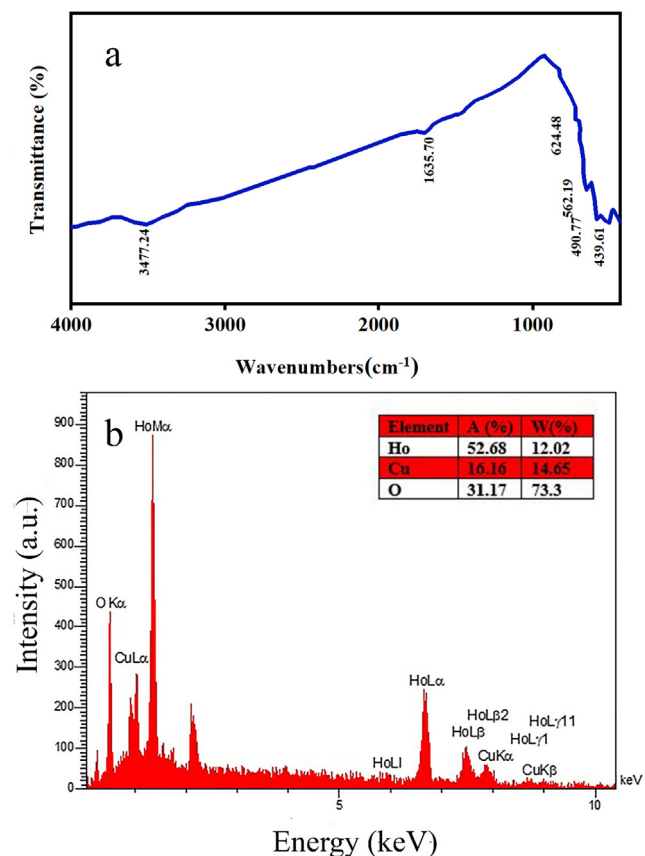 a
Transmittance (%)
3477.24
1635.70
624.48
562.19
490.77
439.61
4000 3000 2000 1000
Wavenumbers(cm⁻¹)
b
Intensity (a.u.)
900
800
700
600
500
400
300
200
100
0
O Kα
CuLα
HoMα
HoLl
HoLα
HoLβ
HoLβ2
CuKα
HoLγ1
HoLγ11
CuKβ
Element A (%) W(%)
Ho 52.68 12.02
Cu 16.16 14.65
O 31.17 73.3
keV
5 10
Energy (keV)